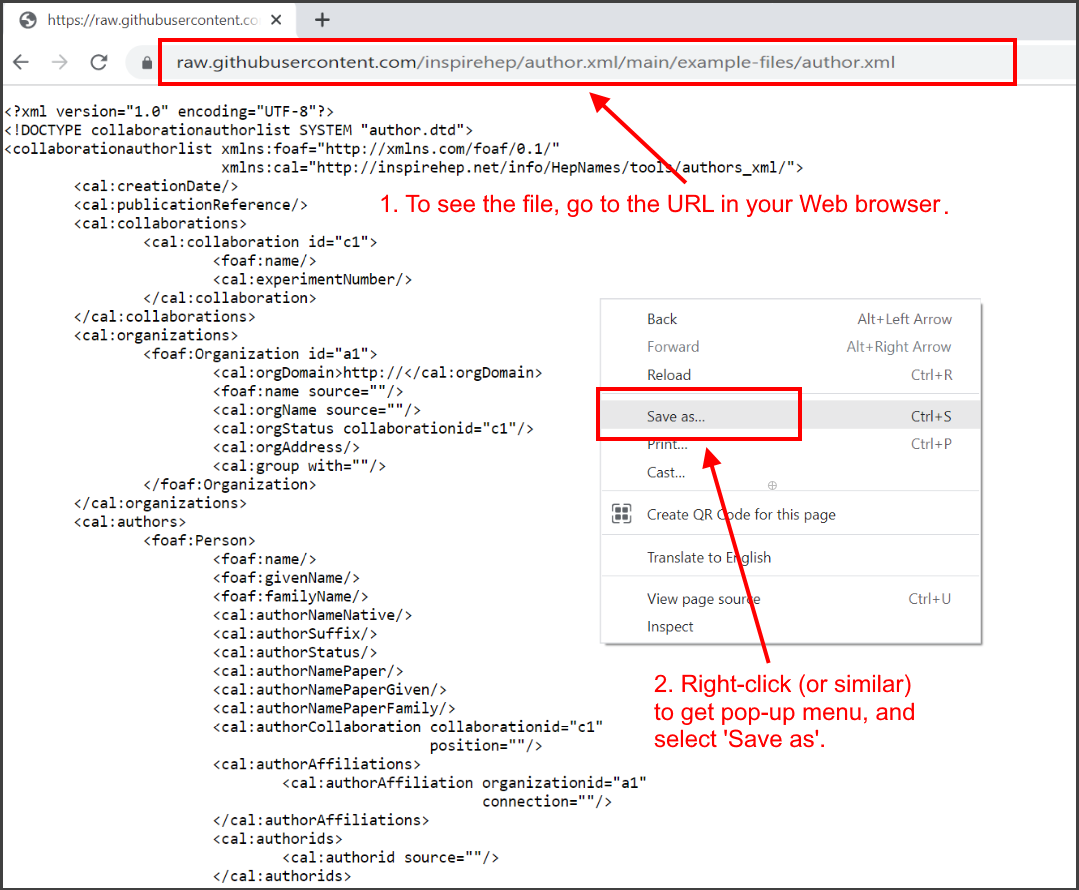 https://raw.githubusercontent.co
raw.githubusercontent.com/inspirehep/author.xml/main/example-files/author.xml
<?xml version="1.0" encoding="UTF-8"?>
<!DOCTYPE collaborationauthorlist SYSTEM "author.dtd">
<collaborationauthorlist xmlns:foaf="http://xmlns.com/foaf/0.1/"
xmlns:cal="http://inspirehep.net/info/HepNames/tools/authors_xml/">
<cal:creationDate/>
<cal:publicationReference/>
<cal:collaborations>
<cal:collaboration id="c1">
<foaf:name/>
<cal:experimentNumber/>
</cal:collaboration>
</cal:collaborations>
<cal:organizations>
<foaf:Organization id="a1">
<cal:orgDomain>http://</cal:orgDomain>
<foaf:name source=""/>
<cal:orgName source=""/>
<cal:orgStatus collaborationid="c1"/>
<cal:orgAddress/>
<cal:group with=""/>
</foaf:Organization>
</cal:organizations>
<cal:authors>
<foaf:Person>
<foaf:name/>
<foaf:givenName/>
<foaf:familyName/>
<cal:authorNameNative/>
<cal:authorSuffix/>
<cal:authorStatus/>
<cal:authorNamePaper/>
<cal:authorNamePaperGiven/>
<cal:authorNamePaperFamily/>
<cal:authorCollaboration collaborationid="c1"
position=""/>
<cal:authorAffiliations>
<cal:authorAffiliation organizationid="a1"
connection=""/>
</cal:authorAffiliations>
<cal:authorids>
<cal:authorid source=""/>
</cal:authorids>
1. To see the file, go to the URL in your Web browser.
Back Alt+Left Arrow
Forward Alt+Right Arrow
Reload Ctrl+R
Save as... Ctrl+S
Print... Ctrl+P
Cast...
Create QR Code for this page
Translate to English
View page source Ctrl+U
Inspect
2. Right-click (or similar)
to get pop-up menu, and
select 'Save as'.